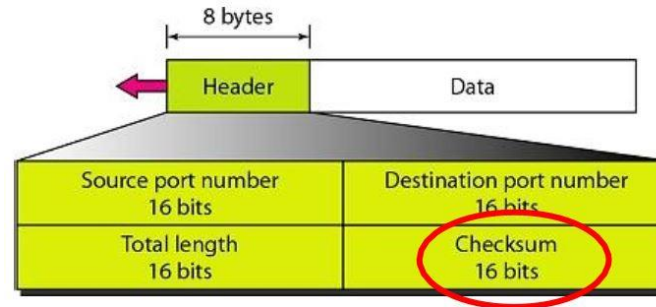 8 bytes
Header
Data
Source port number
16 bits
Destination port number
16 bits
Total length
16 bits
Checksum
16 bits